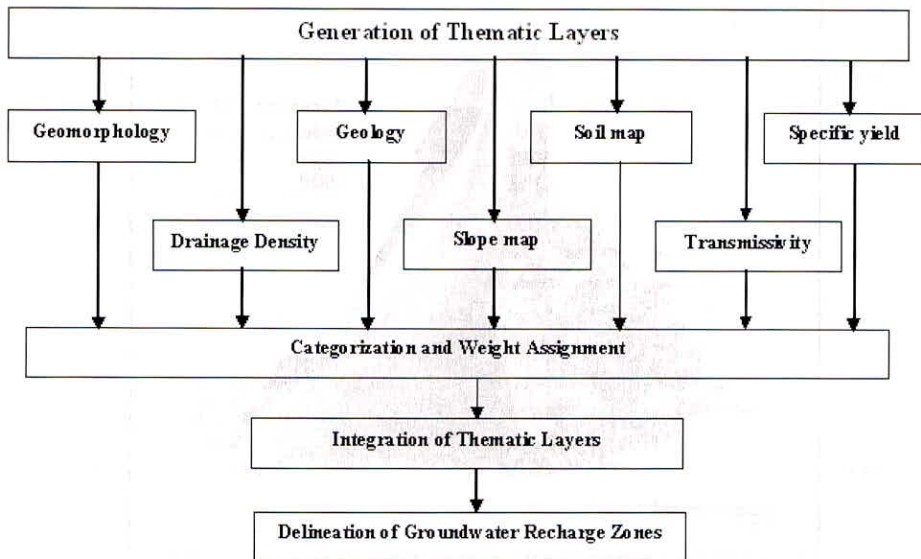 Generation of Thematic Layers
Geomorphology
Geology
Soil map
Specific yield
Drainage Density
Slope map
Transmissivity
Categorization and Weight Assignment
Integration of Thematic Layers
Delineation of Groundwater Recharge Zones